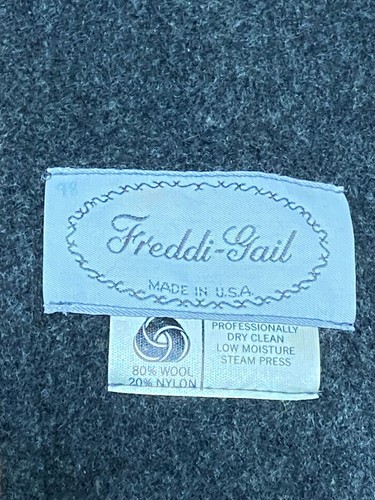 98
Freddi-Gail
MADE IN U.S.A.
80% WOOL
20% NYLON
PROFESSIONALLY
DRY CLEAN
LOW MOISTURE
STEAM PRESS